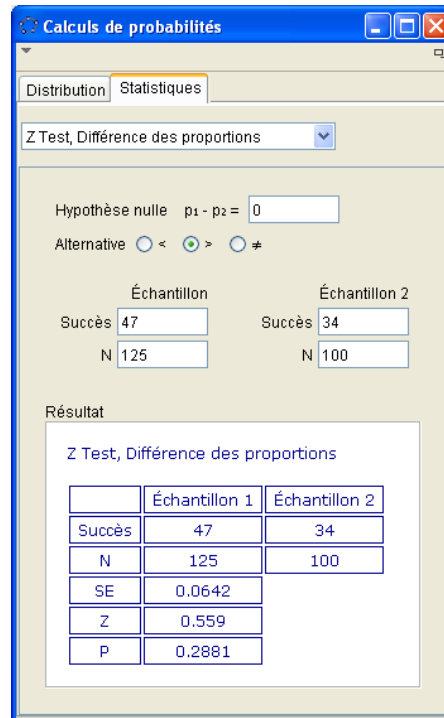 Calculs de probabilités
Distribution Statistiques
Z Test, Différence des proportions
Hypothèse nulle p₁ - p₂ = 0
Alternative < > ≠
Échantillon Échantillon 2
Succès 47 Succès 34
N 125 N 100
Résultat
Z Test, Différence des proportions
Échantillon 1 Échantillon 2
Succès 47 34
N 125 100
SE 0.0642
Z 0.559
P 0.2881